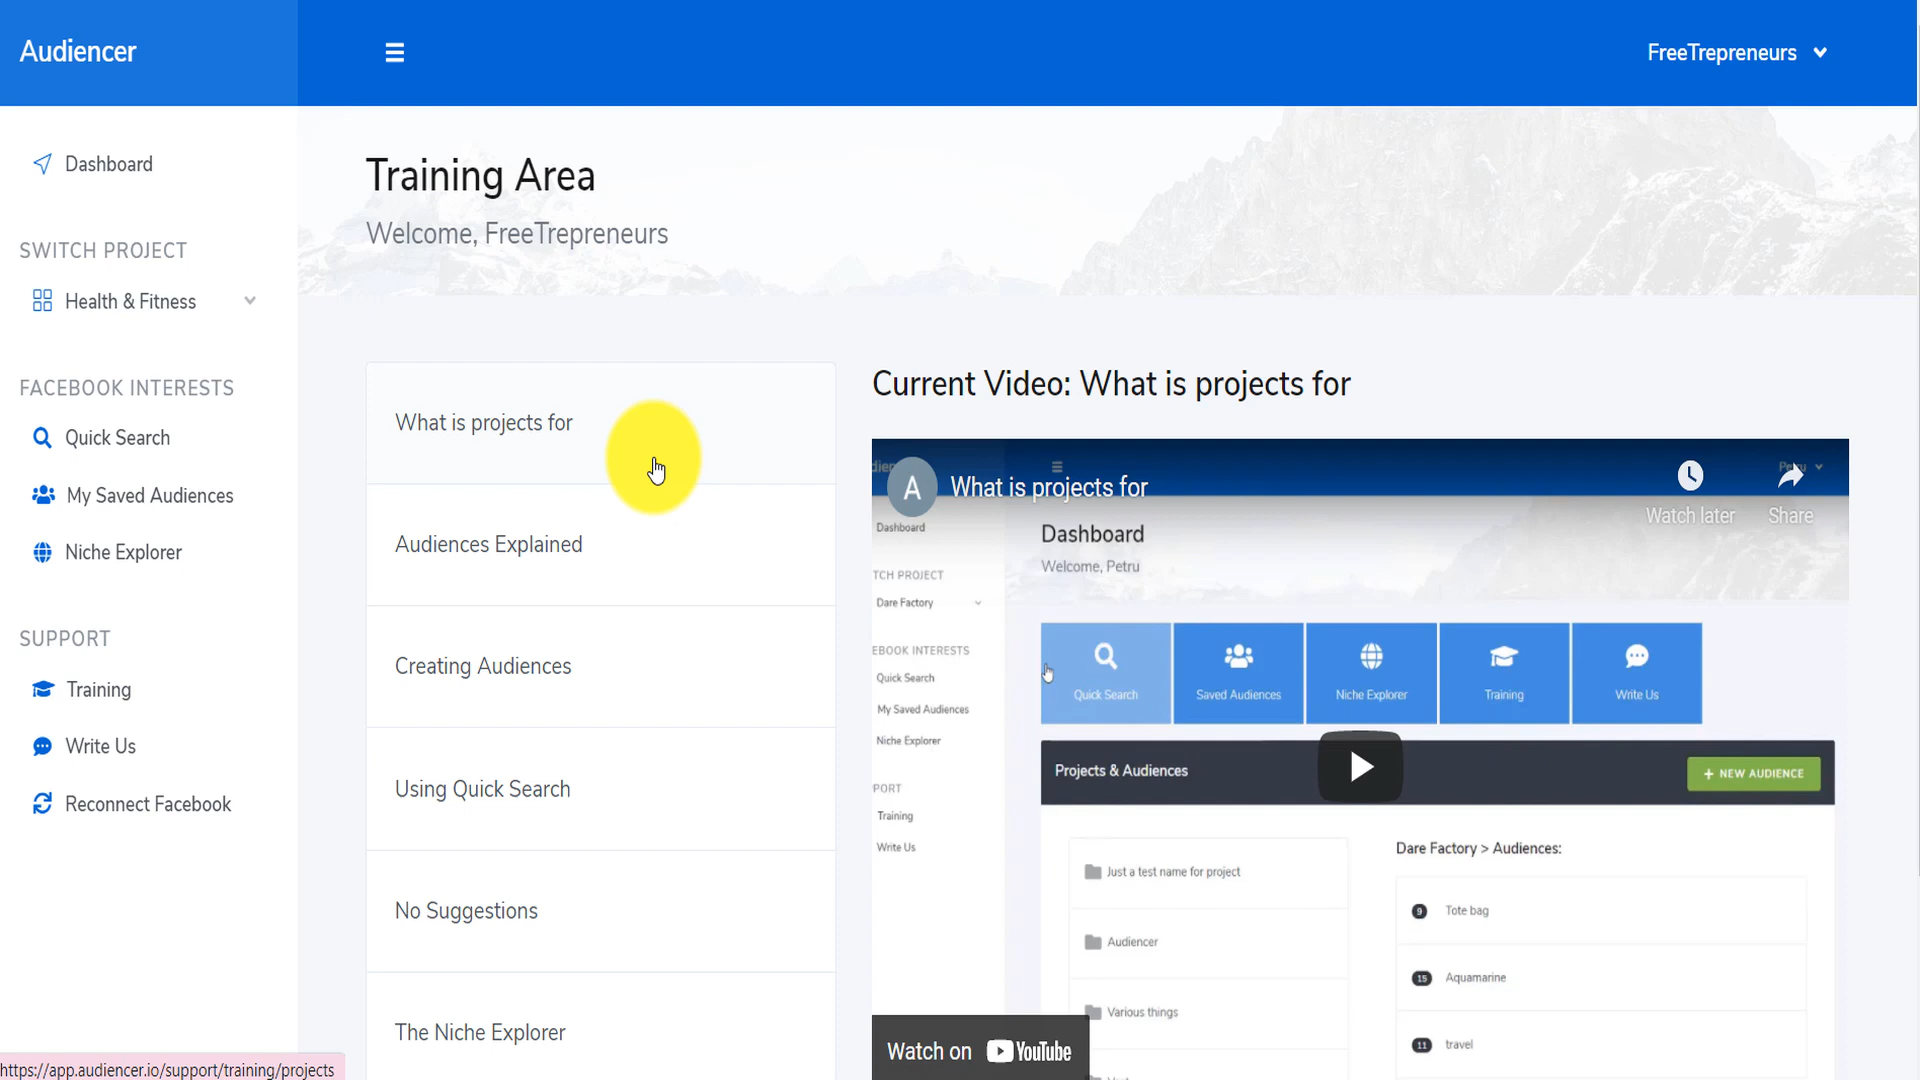 Audiencer
FreeTrepreneurs
Dashboard
SWITCH PROJECT
Health & Fitness
FACEBOOK INTERESTS
Quick Search
My Saved Audiences
Niche Explorer
SUPPORT
Training
Write Us
Reconnect Facebook
https://app.audiencer.io/support/training/projects
Training Area
Welcome, FreeTrepreneurs
What is projects for
Audiences Explained
Creating Audiences
Using Quick Search
No Suggestions
The Niche Explorer
Current Video: What is projects for
A
What is projects for
Watch later
Share
Dashboard
TCH PROJECT
Dare Factory
EBOOK INTERESTS
Quick Search
My Saved Audiences
Niche Explorer
PORT
Training
Write Us
Dashboard
Welcome, Petru
Quick Search
Saved Audiences
Niche Explorer
Training
Write Us
Projects & Audiences
+ NEW AUDIENCE
Just a test name for project
Audiencer
Various things
Dare Factory > Audiences:
9 Tote bag
15 Aquamarine
11 travel
Watch on YouTube